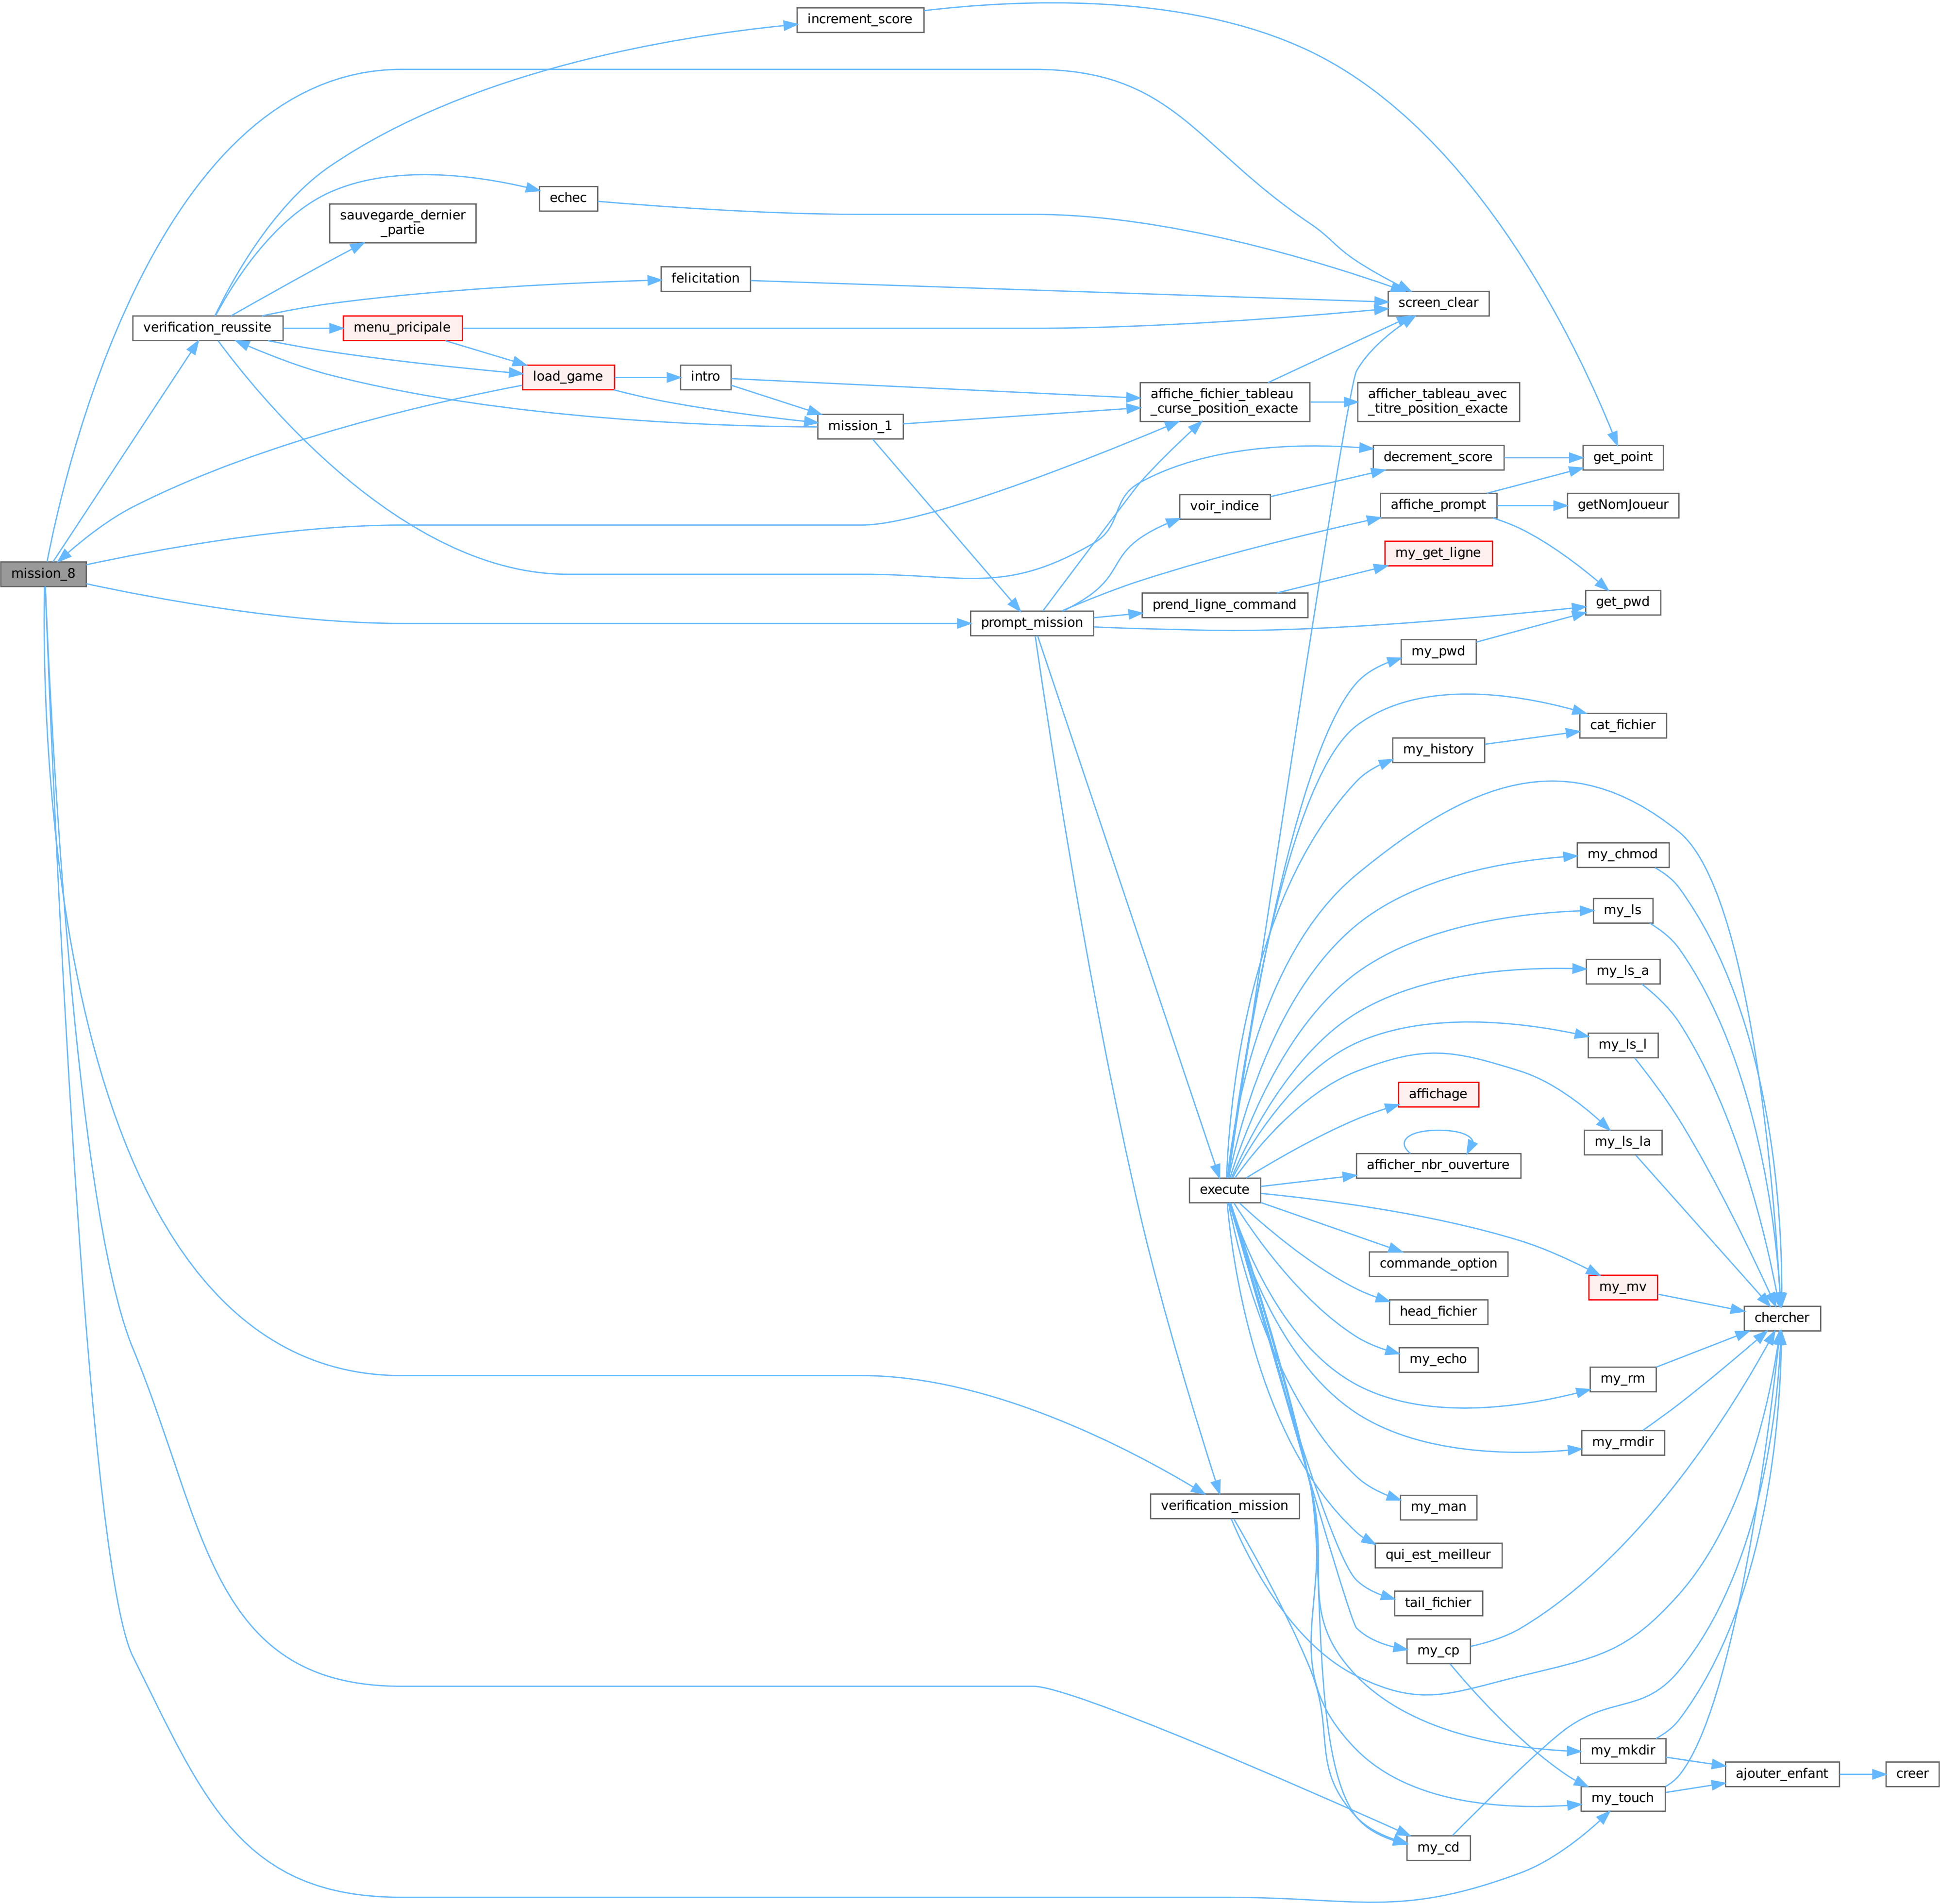 increment_score
echec
sauvegarde_dernier
_partie
felicitation
screen_clear
verification_reussite
menu_pricipale
load_game
intro
affiche_fichier_tableau
_curse_position_exacte
afficher_tableau_avec
_titre_position_exacte
mission_1
decrement_score
get_point
voir_indice
affiche_prompt
getNomJoueur
my_get_ligne
mission_8
prend_ligne_command
get_pwd
prompt_mission
my_pwd
cat_fichier
my_history
my_chmod
my_ls
my_ls_a
my_ls_l
affichage
my_ls_la
afficher_nbr_ouverture
execute
commande_option
my_mv
head_fichier
chercher
my_echo
my_rm
my_rmdir
my_man
verification_mission
qui_est_meilleur
tail_fichier
my_cp
my_mkdir
ajouter_enfant
creer
my_touch
my_cd